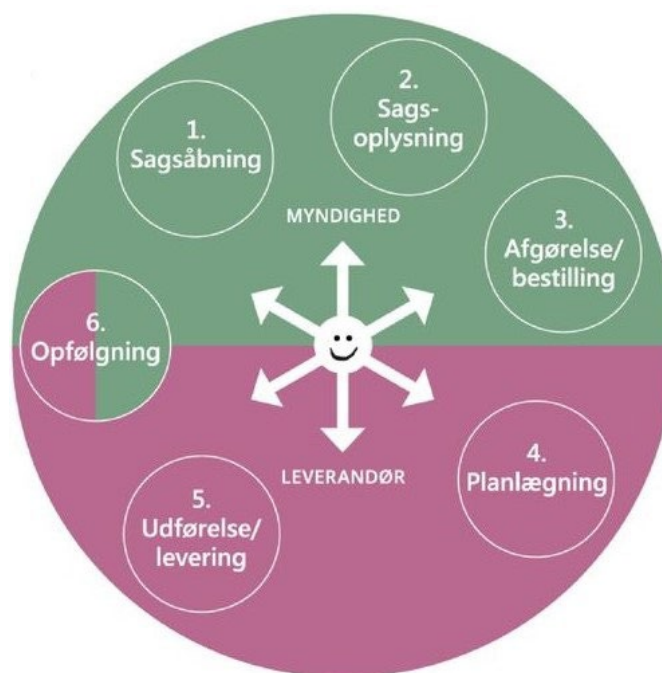 1.
Sagsåbning
2.
Sags-
oplysning
3.
Afgørelse/
bestilling
MYNDIGHED
6.
Opfølgning
LEVERANDØR
4.
Planlægning
5.
Udførelse/
levering